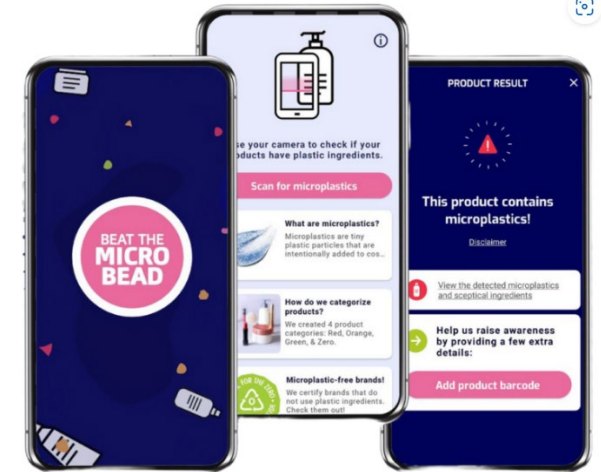 BEAT THE
MICRO
BEAD
se your camera to check if your
oducts have plastic ingredients.
Scan for microplastics
What are microplastics?
Microplastics are tiny
plastic particles that are
intentionally added to cos...
How do we categorize
products?
We created 4 product
categories: Red, Orange,
Green, & Zero.
FOR THE ZERO
Microplastic-free brands!
We certify brands that do
not use plastic ingredients.
Check them out!
PRODUCT RESULT
This product contains
microplastics!
Disclaimer
View the detected microplastics
and sceptical ingredients
Help us raise awareness
by providing a few extra
details:
Add product barcode